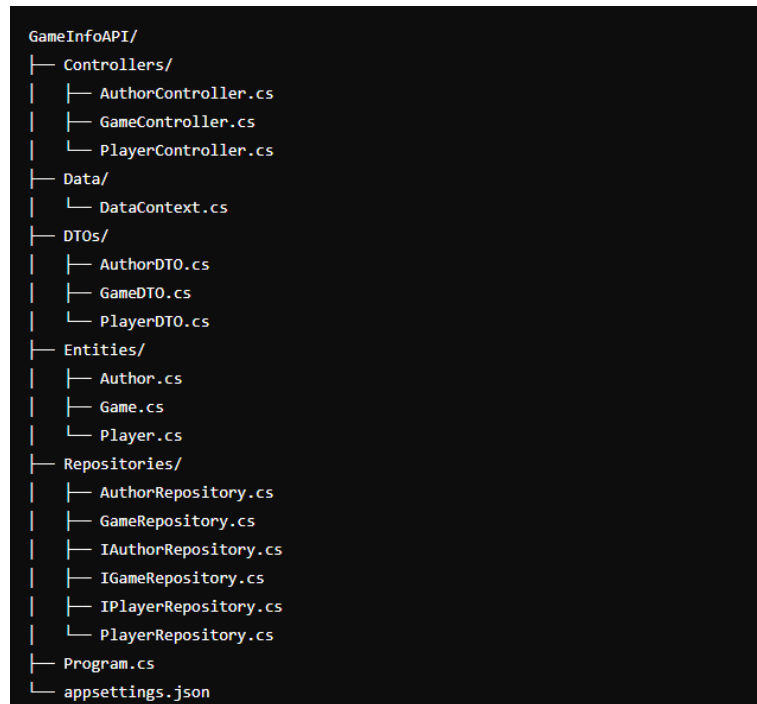 GameInfoAPI/
├── Controllers/
│   ├── AuthorController.cs
│   ├── GameController.cs
│   └── PlayerController.cs
├── Data/
│   └── DataContext.cs
├── DTOs/
│   ├── AuthorDTO.cs
│   ├── GameDTO.cs
│   └── PlayerDTO.cs
├── Entities/
│   ├── Author.cs
│   ├── Game.cs
│   └── Player.cs
├── Repositories/
│   ├── AuthorRepository.cs
│   ├── GameRepository.cs
│   ├── IAuthorRepository.cs
│   ├── IGameRepository.cs
│   ├── IPlayerRepository.cs
│   └── PlayerRepository.cs
├── Program.cs
└── appsettings.json